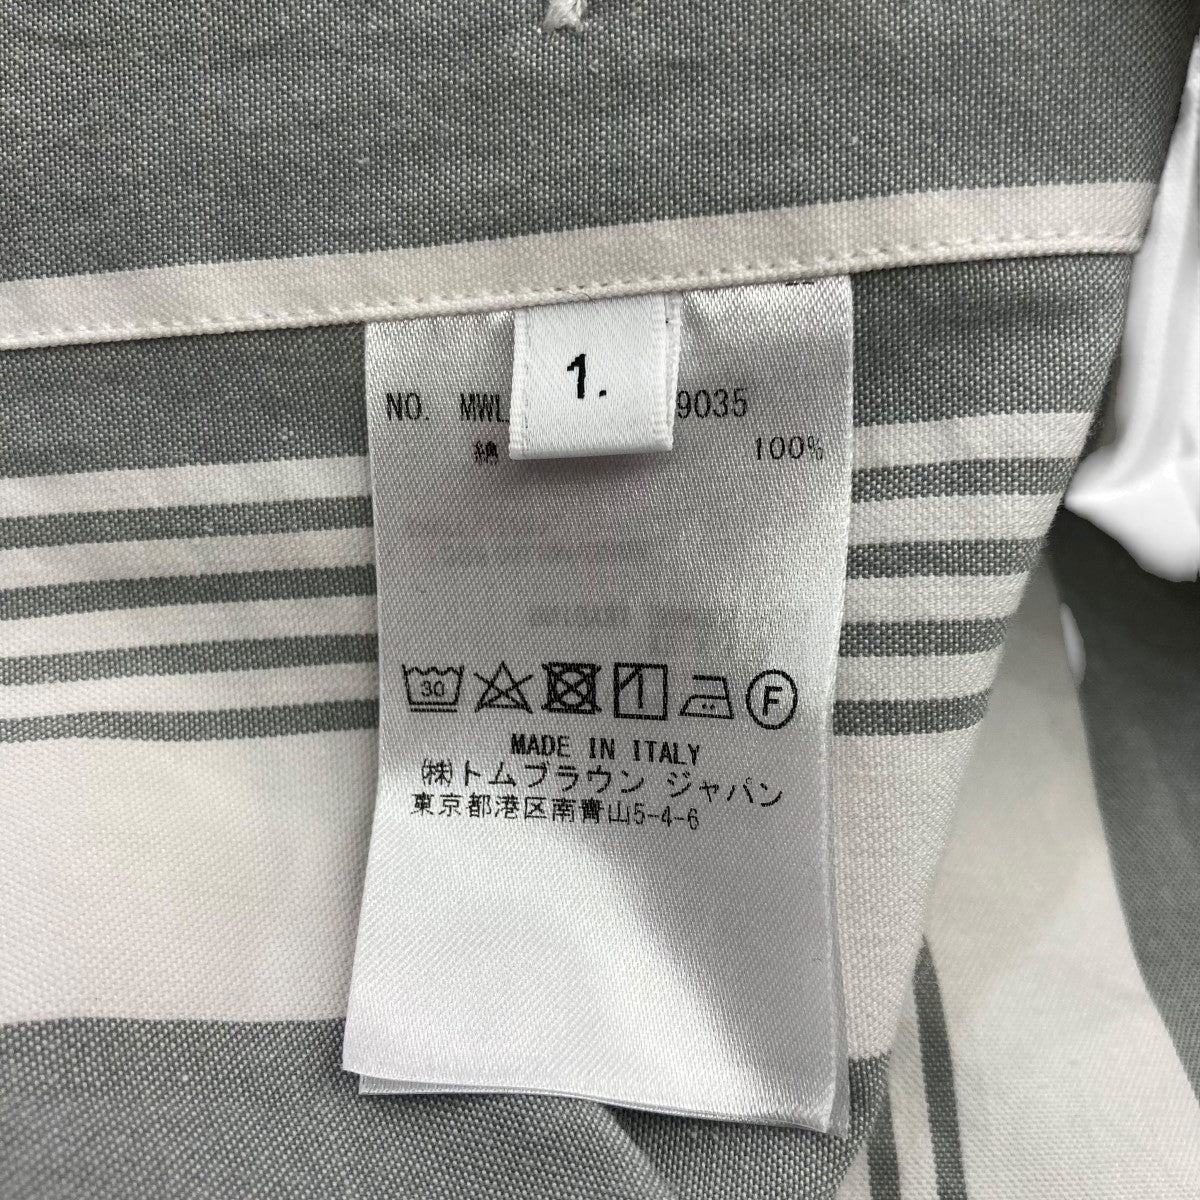 1.
NO. MWL 9035
綿 100%
30 F
MADE IN ITALY
(株)トムブラウン ジャパン
東京都港区南青山5-4-6